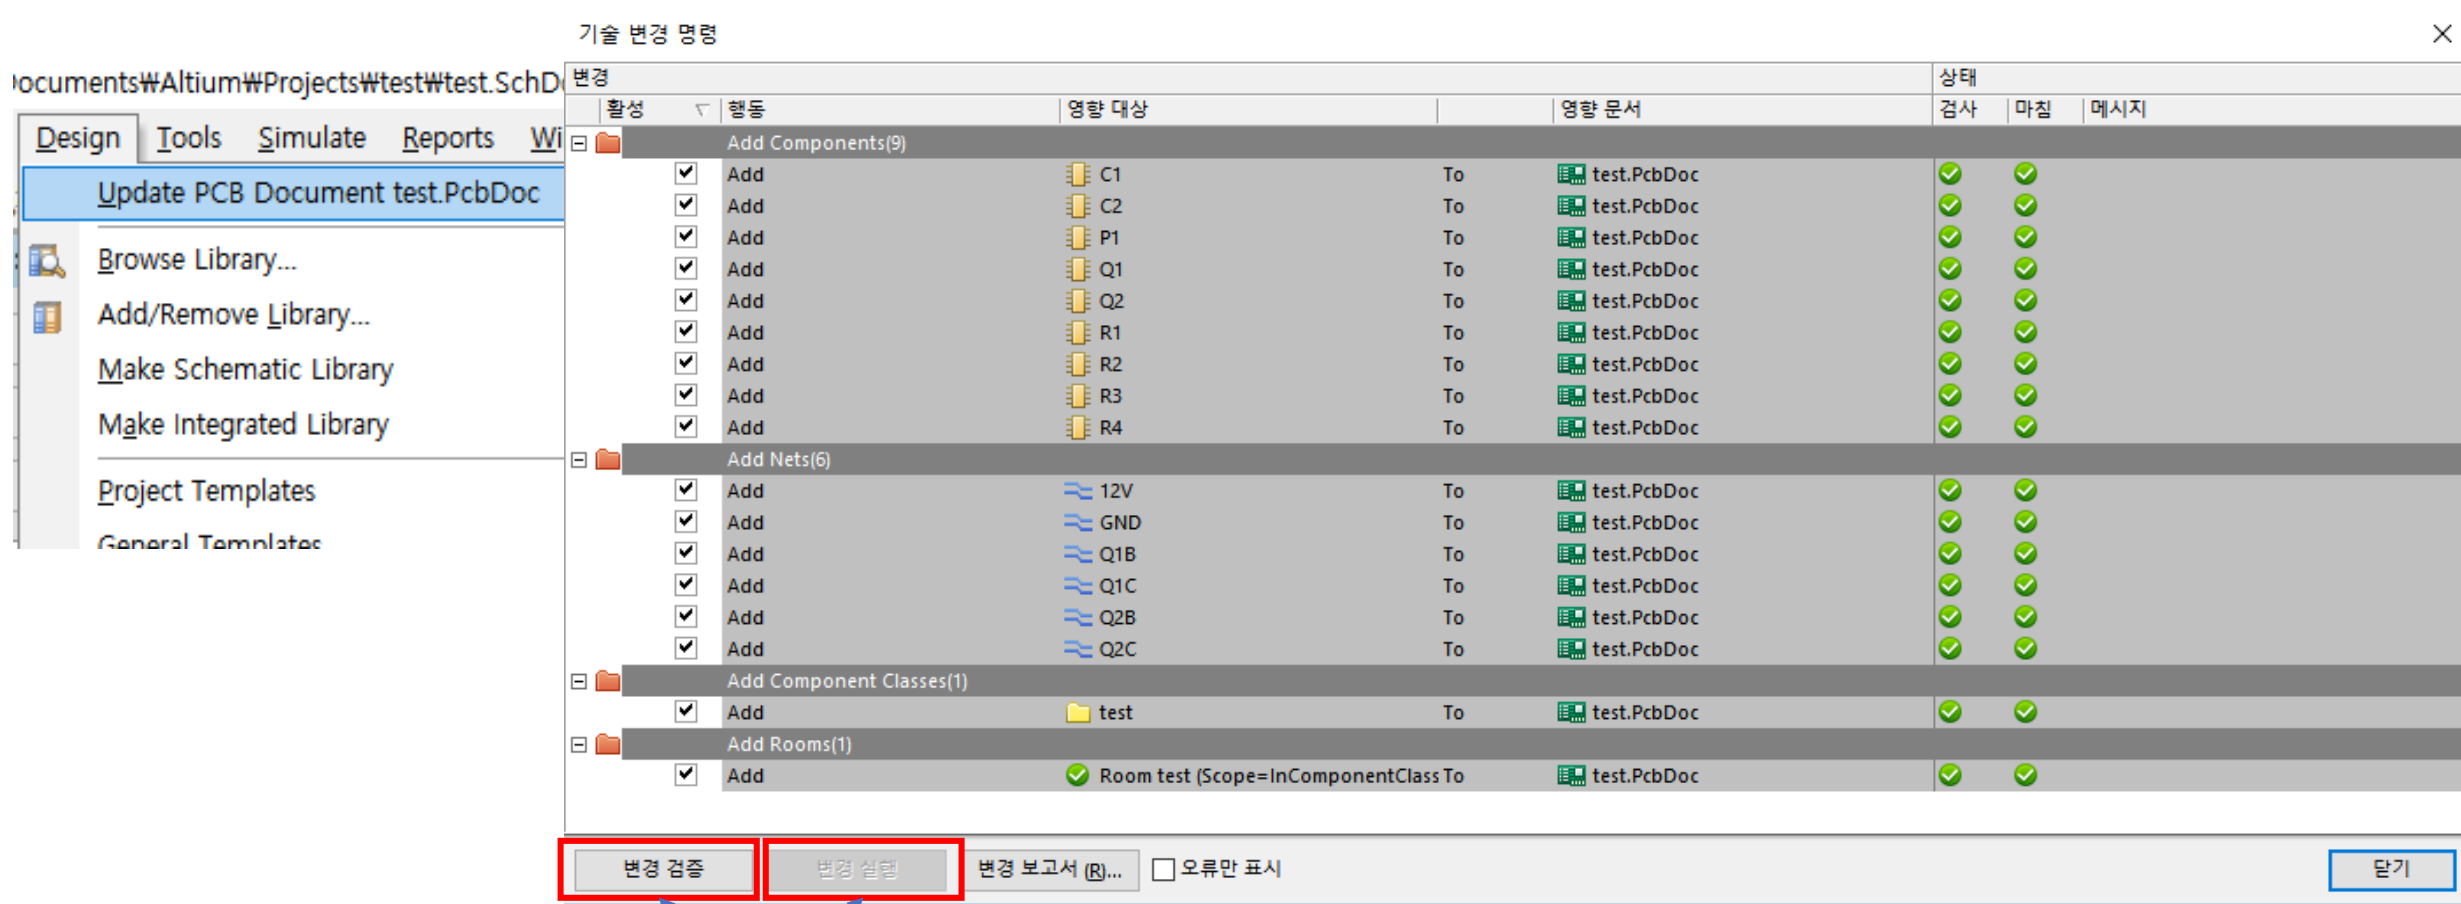 기술 변경 명령
ocuments₩Altium₩Projects₩test₩test.SchD
Design Tools Simulate Reports Wi
Update PCB Document test.PcbDoc
Browse Library...
Add/Remove Library...
Make Schematic Library
Make Integrated Library
Project Templates
General Templates
변경 상태
활성 행동 영향 대상 영향 문서 검사 마침 메시지
Add Components(9)
Add C1 To test.PcbDoc
Add C2 To test.PcbDoc
Add P1 To test.PcbDoc
Add Q1 To test.PcbDoc
Add Q2 To test.PcbDoc
Add R1 To test.PcbDoc
Add R2 To test.PcbDoc
Add R3 To test.PcbDoc
Add R4 To test.PcbDoc
Add Nets(6)
Add 12V To test.PcbDoc
Add GND To test.PcbDoc
Add Q1B To test.PcbDoc
Add Q1C To test.PcbDoc
Add Q2B To test.PcbDoc
Add Q2C To test.PcbDoc
Add Component Classes(1)
Add test To test.PcbDoc
Add Rooms(1)
Add Room test (Scope=InComponentClass To test.PcbDoc
변경 검증 변경 실행 변경 보고서 (R)... 오류만 표시 닫기